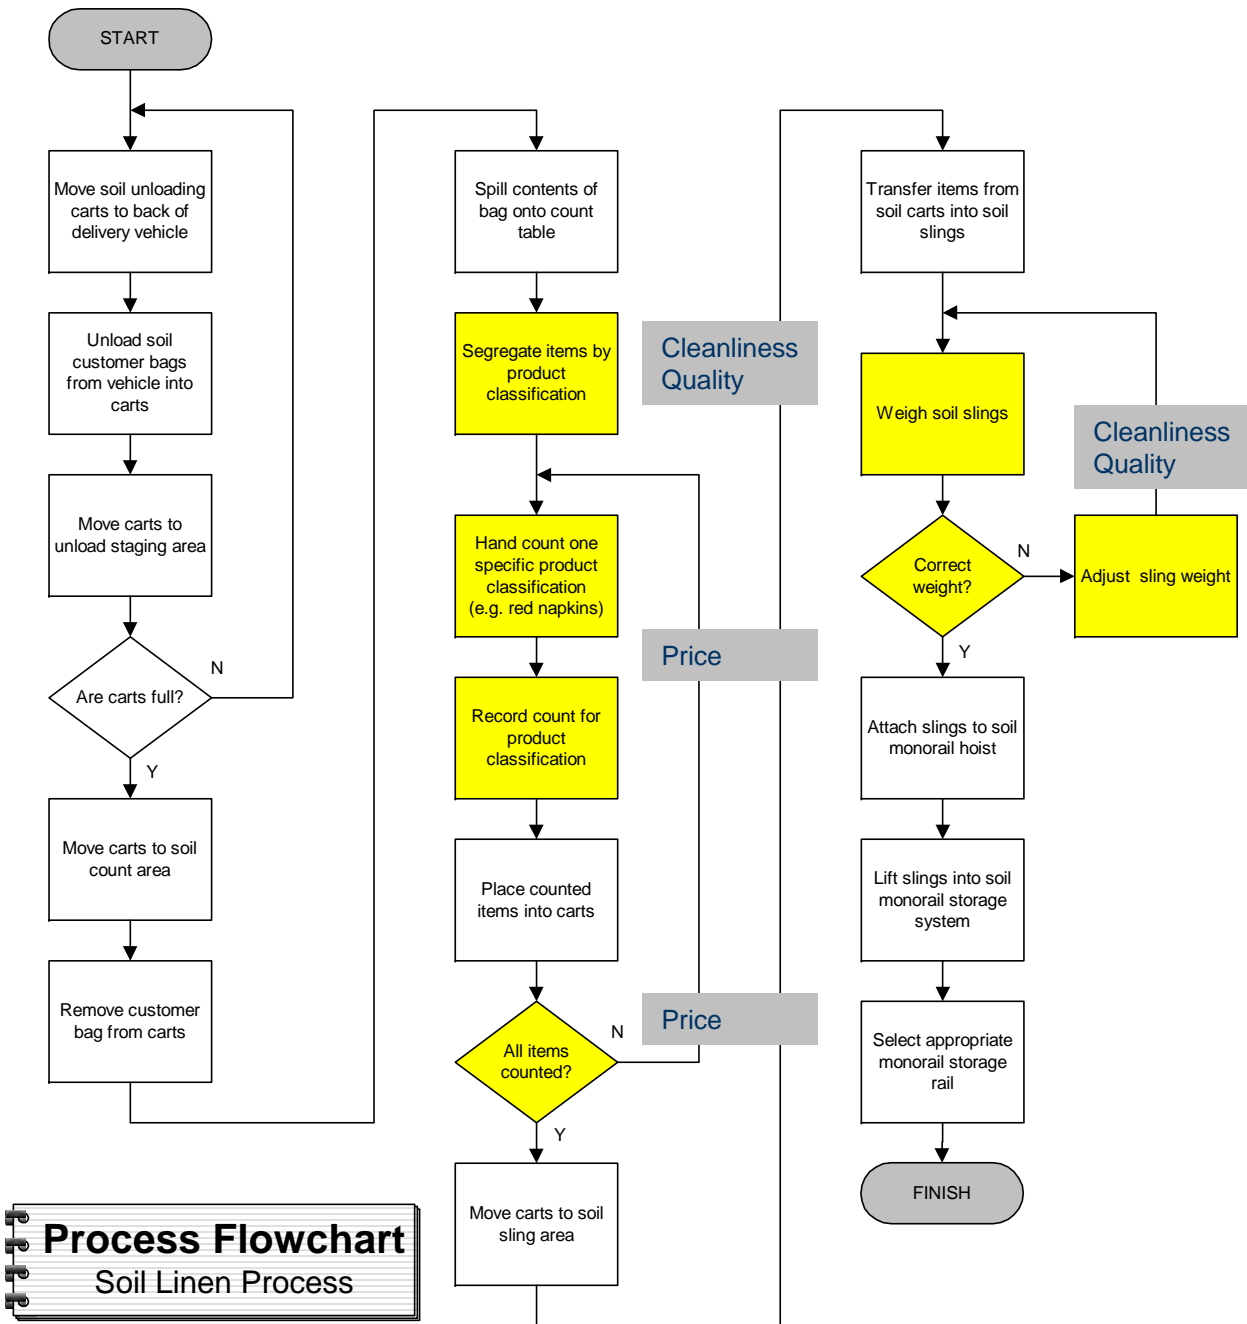 START
Move soil unloading
carts to back of
delivery vehicle
Unload soil
customer bags
from vehicle into
carts
Move carts to
unload staging area
Are carts full?
N
Y
Move carts to soil
count area
Remove customer
bag from carts
Spill contents of
bag onto count
table
Segregate items by
product
classification
Cleanliness
Quality
Hand count one
specific product
classification
(e.g. red napkins)
Price
Record count for
product
classification
Place counted
items into carts
All items
counted?
N
Price
Y
Move carts to soil
sling area
Transfer items from
soil carts into soil
slings
Weigh soil slings
Cleanliness
Quality
Correct
weight?
N
Adjust sling weight
Y
Attach slings to soil
monorail hoist
Lift slings into soil
monorail storage
system
Select appropriate
monorail storage
rail
FINISH
Process Flowchart
Soil Linen Process